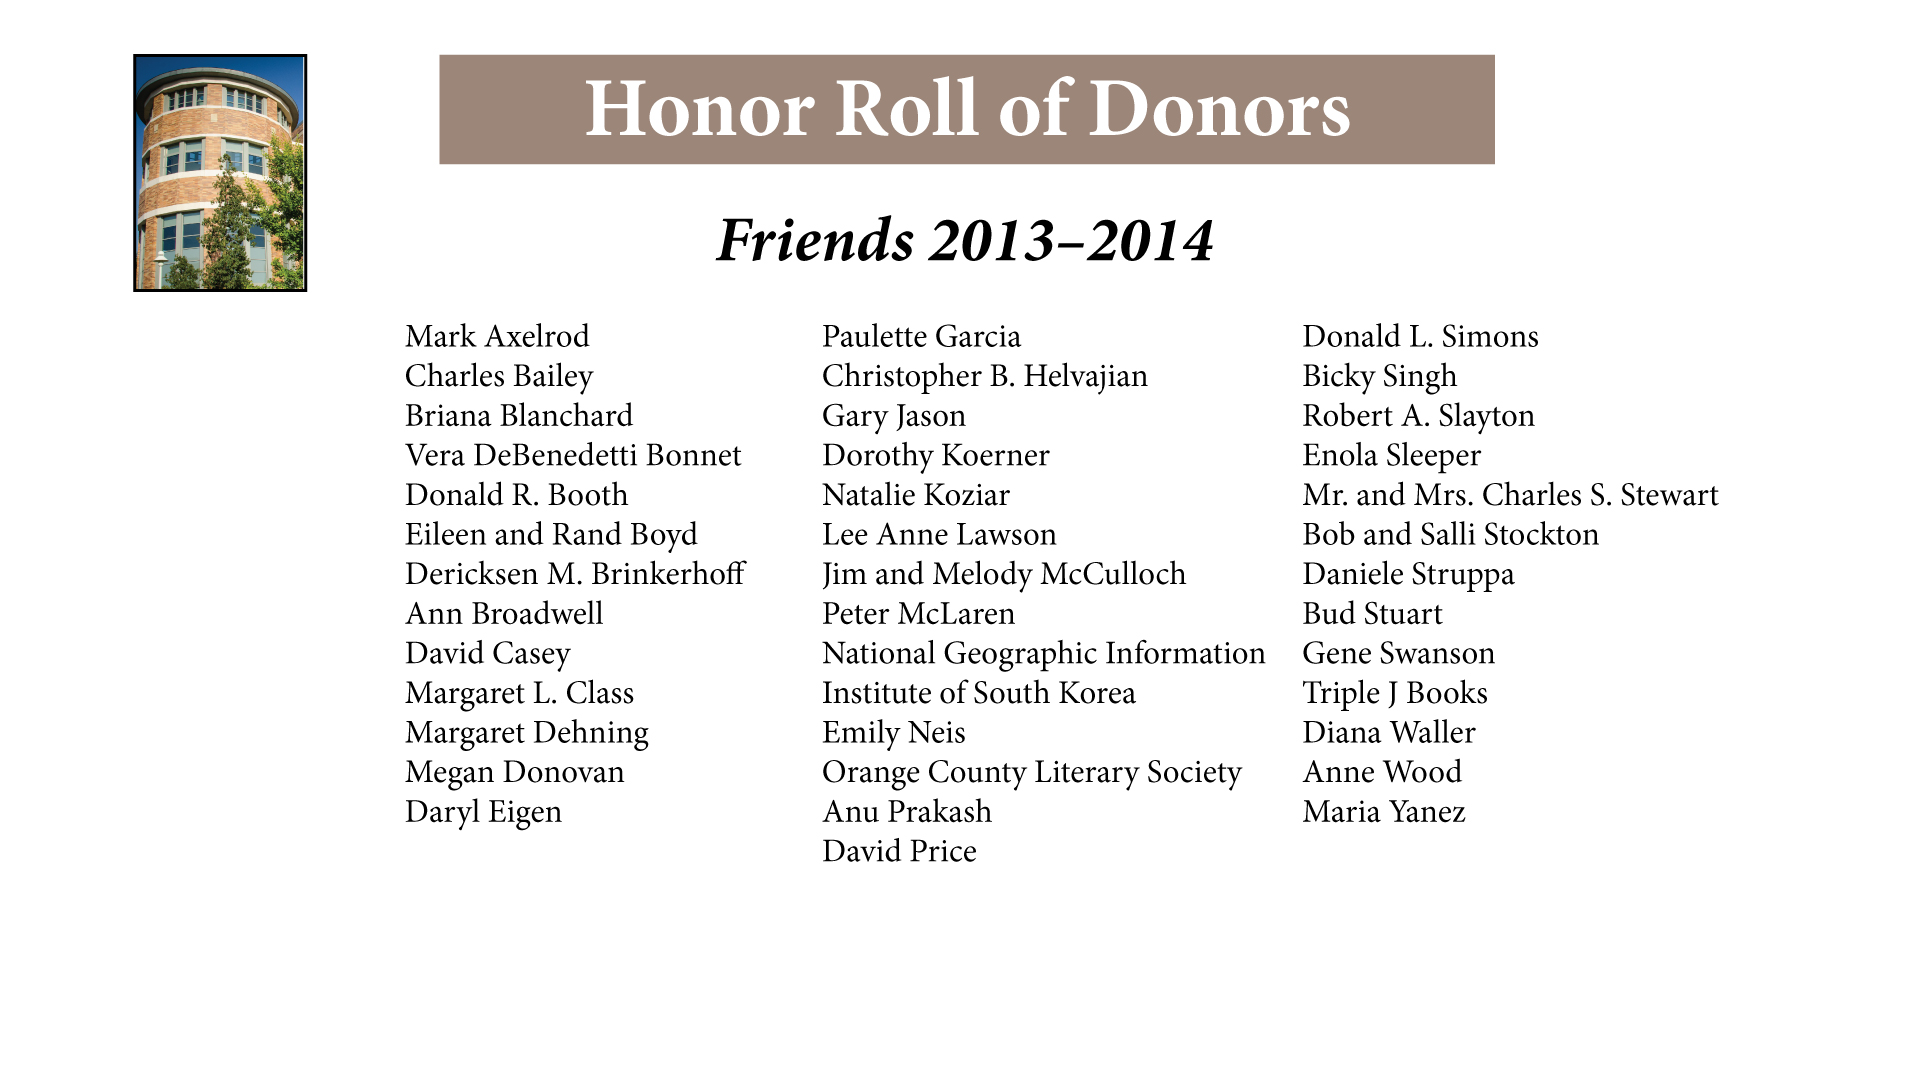 Honor Roll of Donors
Friends 2013–2014
Mark Axelrod
Charles Bailey
Briana Blanchard
Vera DeBenedetti Bonnet
Donald R. Booth
Eileen and Rand Boyd
Dericksen M. Brinkerhoff
Ann Broadwell
David Casey
Margaret L. Class
Margaret Dehning
Megan Donovan
Daryl Eigen
Paulette Garcia
Christopher B. Helvajian
Gary Jason
Dorothy Koerner
Natalie Koziar
Lee Anne Lawson
Jim and Melody McCulloch
Peter McLaren
National Geographic Information
Institute of South Korea
Emily Neis
Orange County Literary Society
Anu Prakash
David Price
Donald L. Simons
Bicky Singh
Robert A. Slayton
Enola Sleeper
Mr. and Mrs. Charles S. Stewart
Bob and Salli Stockton
Daniele Struppa
Bud Stuart
Gene Swanson
Triple J Books
Diana Waller
Anne Wood
Maria Yanez